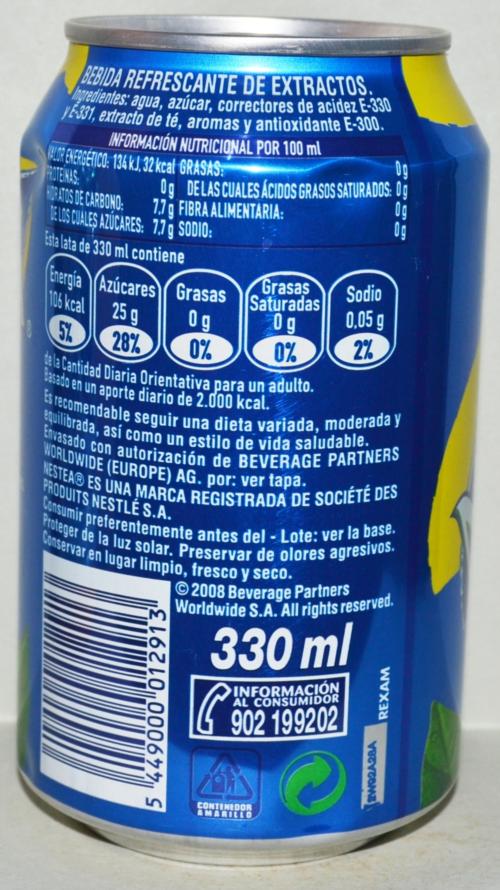 BEBIDA REFRESCANTE DE EXTRACTOS.
Ingredientes: agua, azúcar, correctores de acidez E-330
y E-331, extracto de té, aromas y antioxidante E-300.
INFORMACIÓN NUTRICIONAL POR 100 ml
VALOR ENERGÉTICO: 134 kJ, 32 kcal GRASAS: 0g
PROTEINAS: 0g DE LAS CUALES ÁCIDOS GRASOS SATURADOS: 0g
HIDRATOS DE CARBONO: 7,7 g FIBRA ALIMENTARIA: 0g
DE LOS CUALES AZÚCARES: 7,7 g SODIO: 0g
Esta lata de 330 ml contiene
Energía Azúcares Grasas Grasas Saturadas Sodio
106 kcal 25 g 0 g 0 g 0,05 g
5% 28% 0% 0% 2%
de la Cantidad Diaria Orientativa para un adulto.
Basado en un aporte diario de 2.000 kcal.
Es recomendable seguir una dieta variada, moderada y
equilibrada, así como un estilo de vida saludable.
Envasado con autorización de BEVERAGE PARTNERS
WORLDWIDE (EUROPE) AG. por: ver tapa.
NESTEA® ES UNA MARCA REGISTRADA DE SOCIÉTÉ DES
PRODUITS NESTLÉ S.A.
Consumir preferentemente antes del - Lote: ver la base.
Proteger de la luz solar. Preservar de olores agresivos.
Conservar en lugar limpio, fresco y seco.
© 2008 Beverage Partners
Worldwide S.A. All rights reserved.
330 ml
INFORMACIÓN
AL CONSUMIDOR
902 199202
5 449000 012913
CONTENEDOR
AMARILLO
REXAM